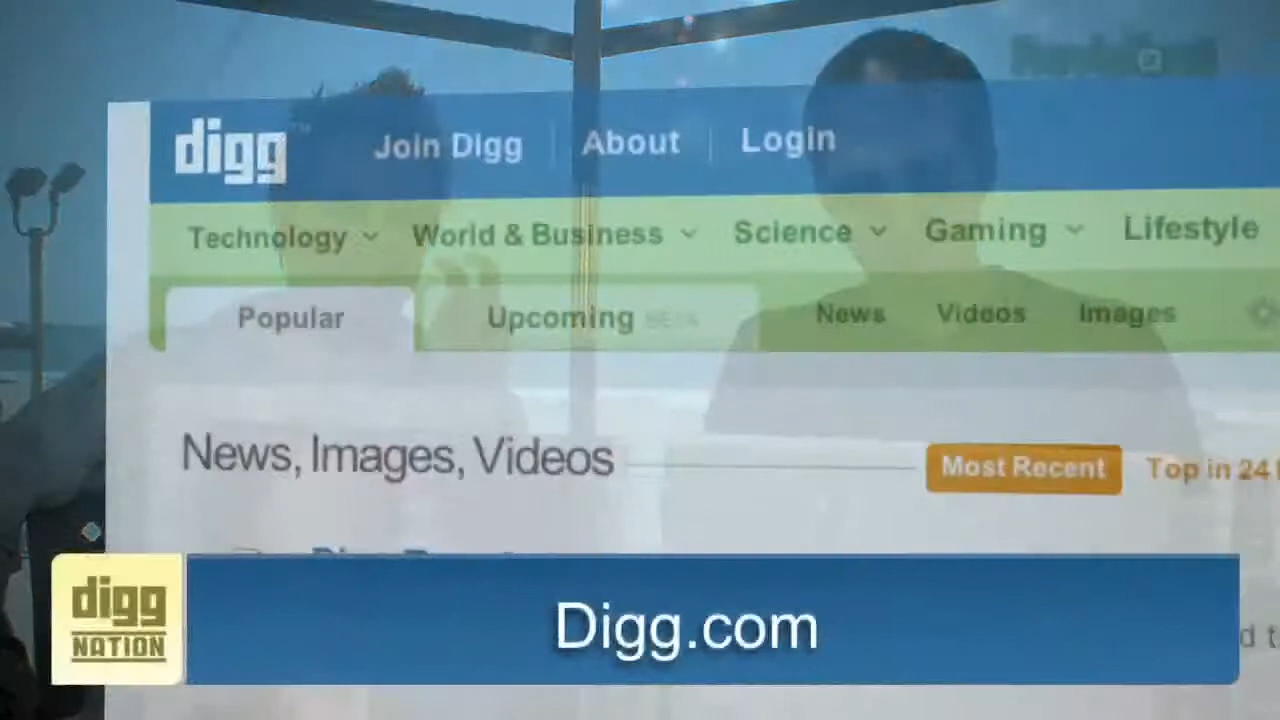 digg Join Digg About Login
Technology World & Business Science Gaming Lifestyle
Popular Upcoming BETA News Videos Images
News, Images, Videos Most Recent Top in 24
digg
NATION
Digg.com